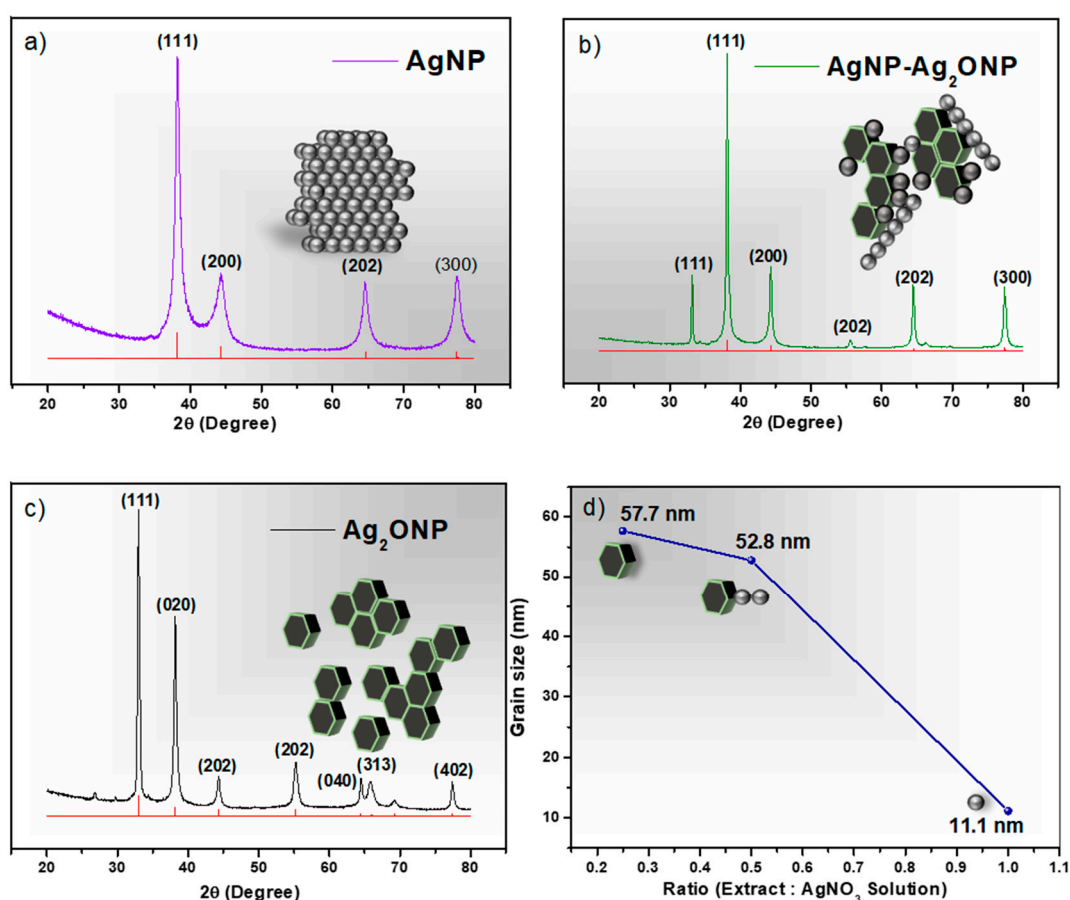 a)
AgNP
(111)
(200)
(202)
(300)
20 30 40 50 60 70 80
2θ (Degree)
b)
AgNP-Ag₂ONP
(111)
(111)
(200)
(202)
(202)
(300)
20 30 40 50 60 70 80
2θ (Degree)
c)
Ag₂ONP
(111)
(020)
(202)
(202)
(040)
(313)
(402)
20 30 40 50 60 70 80
2θ (Degree)
d)
57.7 nm
52.8 nm
11.1 nm
Grain size (nm)
60
50
40
30
20
10
0.2 0.3 0.4 0.5 0.6 0.7 0.8 0.9 1.0 1.1
Ratio (Extract : AgNO₃ Solution)